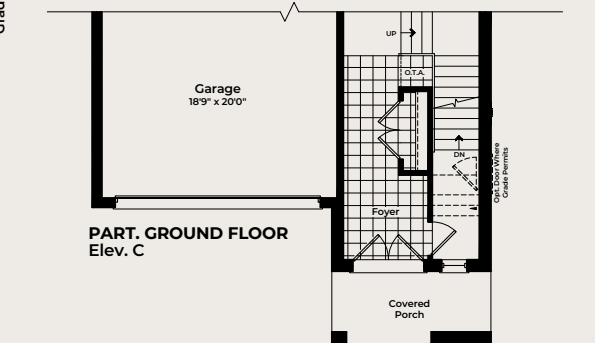 Grad
UP
O.T.A.
Garage
18'9" x 20'0"
DN
Opt. Door Where
Grade Permits
Foyer
PART. GROUND FLOOR
Elev. C
Covered
Porch